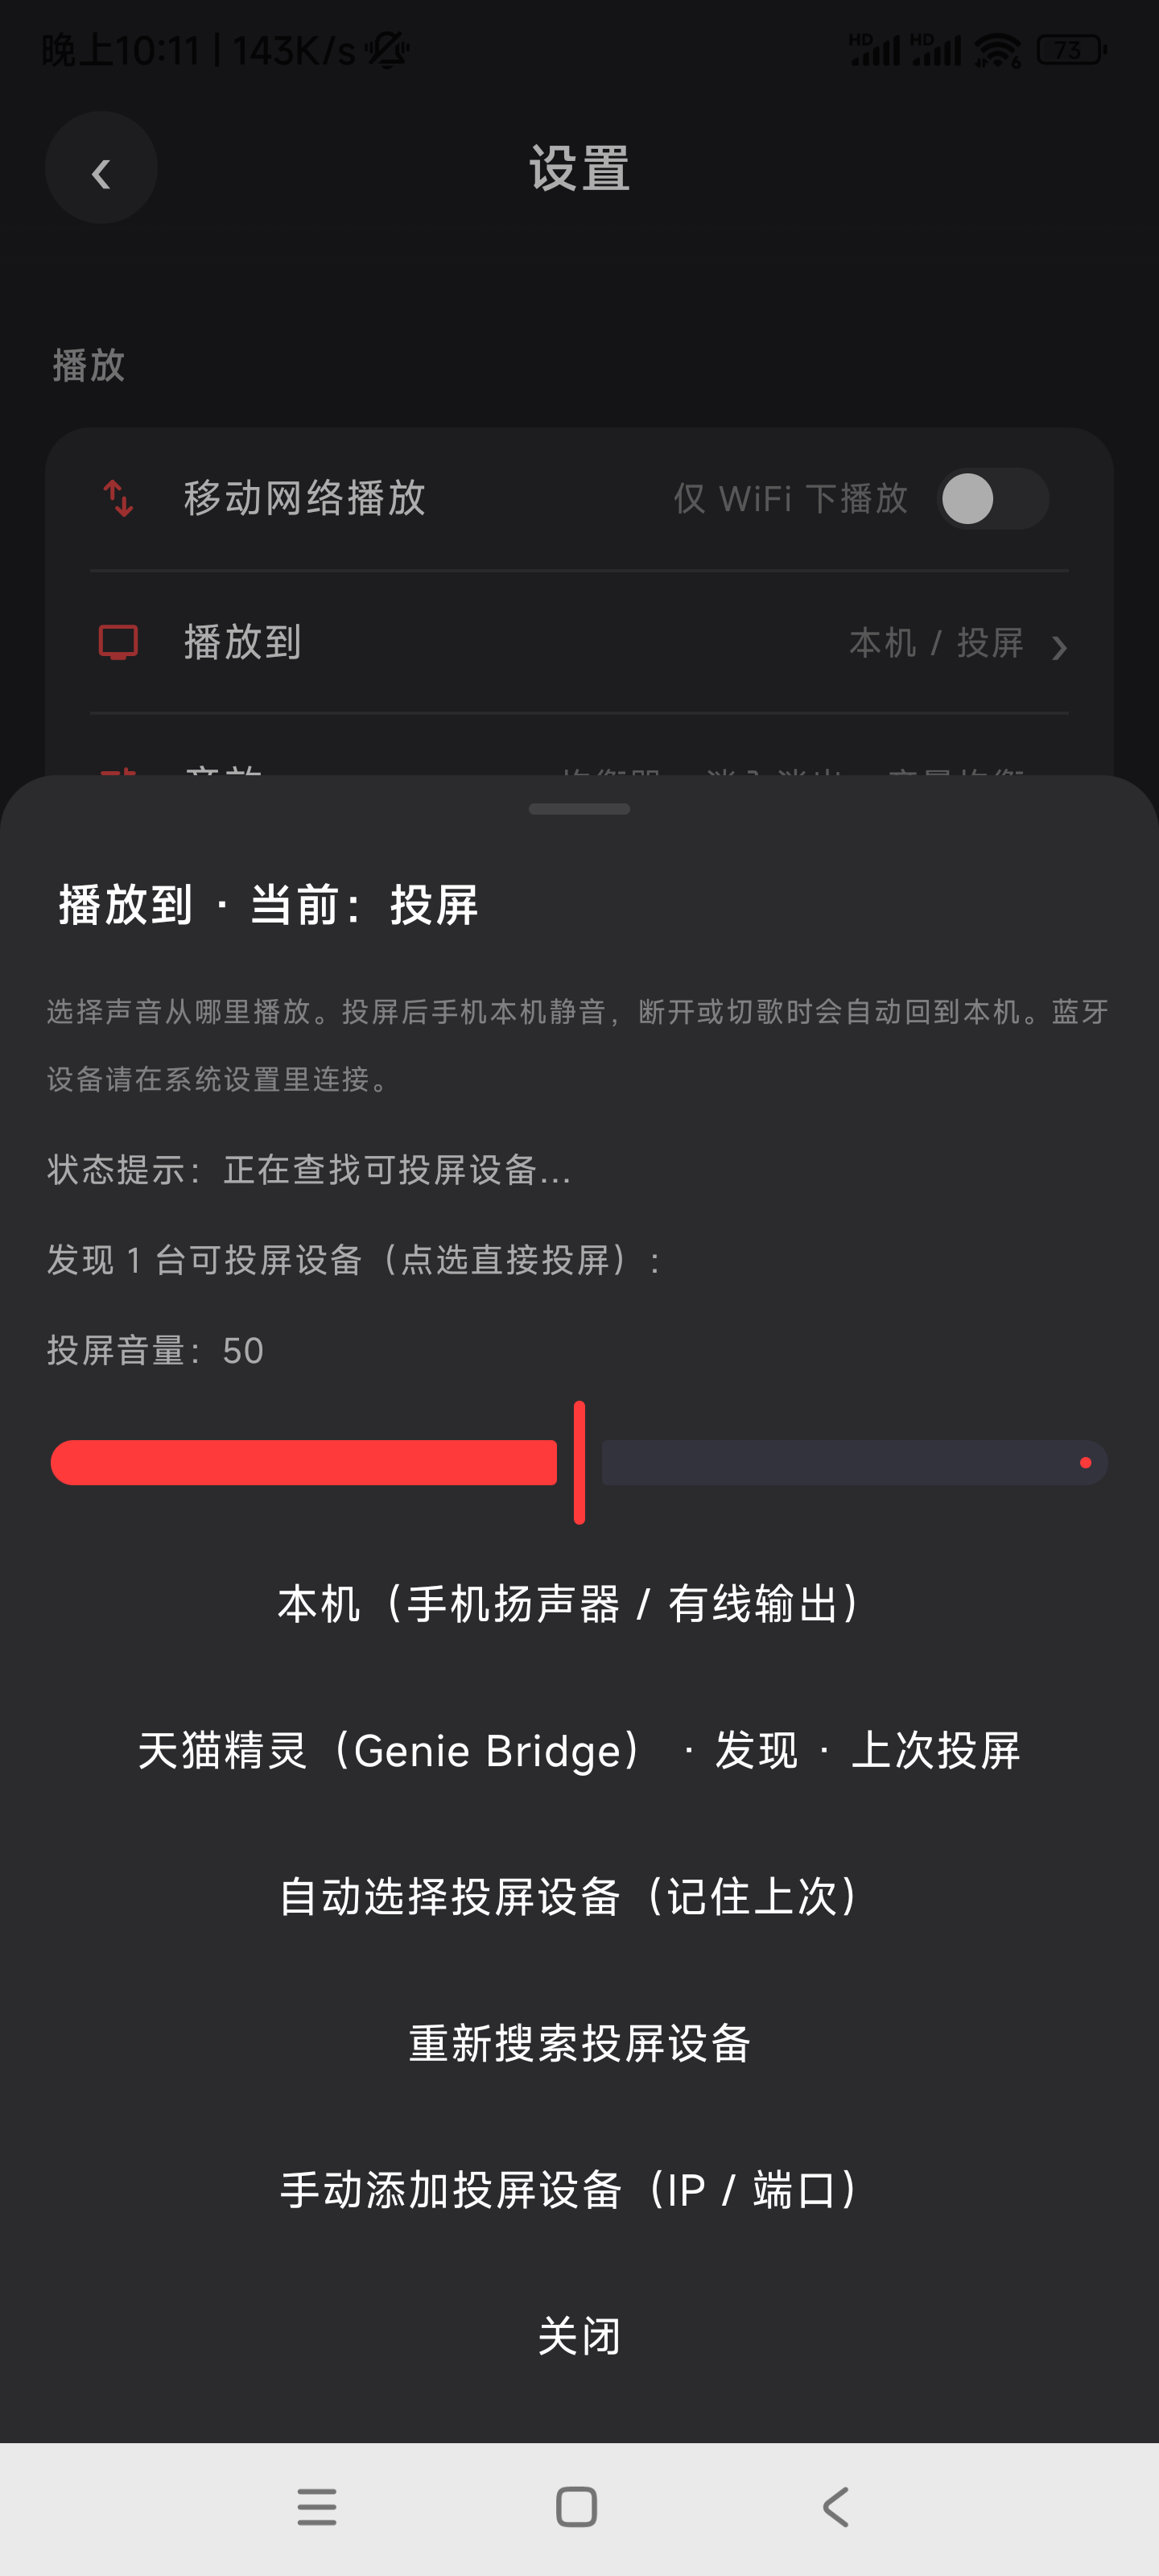 晚上10:11 | 143K/s
HD HD 6 73
设置
播放
移动网络播放 仅 WiFi 下播放
播放到 本机 / 投屏
播放到 · 当前：投屏
选择声音从哪里播放。投屏后手机本机静音，断开或切歌时会自动回到本机。蓝牙
设备请在系统设置里连接。
状态提示：正在查找可投屏设备...
发现 1 台可投屏设备（点选直接投屏）：
投屏音量：50
本机（手机扬声器 / 有线输出）
天猫精灵（Genie Bridge） · 发现 · 上次投屏
自动选择投屏设备（记住上次）
重新搜索投屏设备
手动添加投屏设备（IP / 端口）
关闭